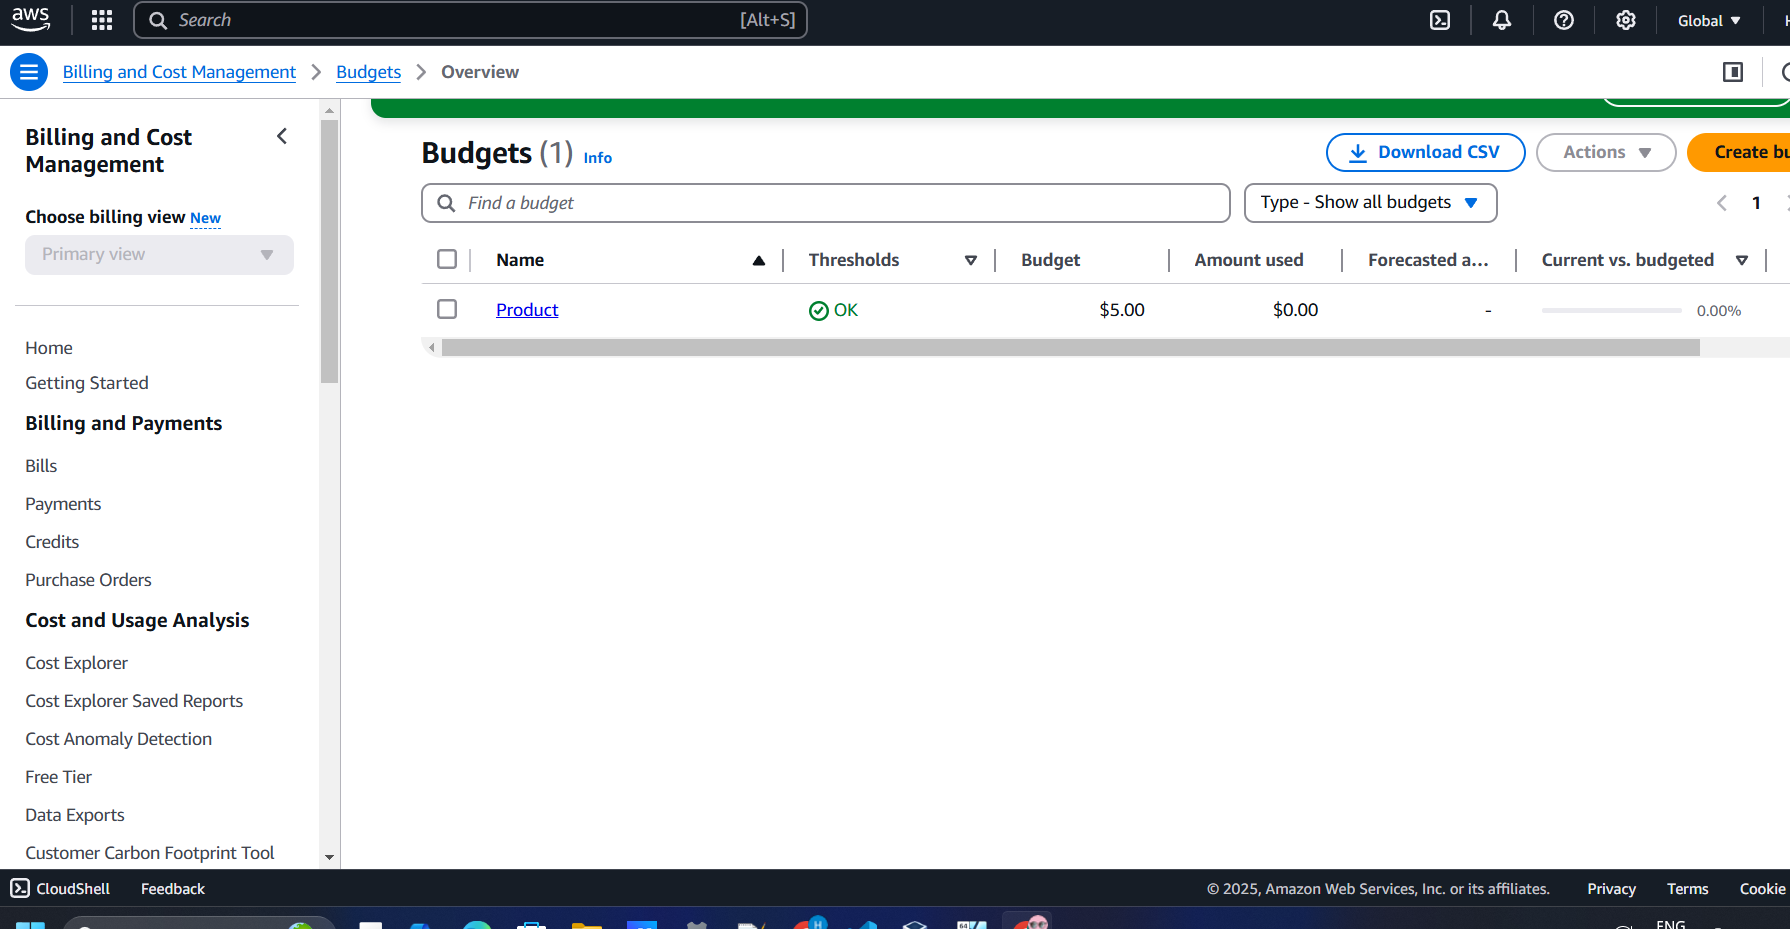 aws
Search [Alt+S]
Global
Billing and Cost Management > Budgets > Overview
Billing and Cost
Management
Choose billing view New
Primary view
Home
Getting Started
Billing and Payments
Bills
Payments
Credits
Purchase Orders
Cost and Usage Analysis
Cost Explorer
Cost Explorer Saved Reports
Cost Anomaly Detection
Free Tier
Data Exports
Customer Carbon Footprint Tool
Budgets (1) Info
Download CSV
Actions
Create bu
Find a budget
Type - Show all budgets
1
Name Thresholds Budget Amount used Forecasted a... Current vs. budgeted
Product OK $5.00 $0.00 - 0.00%
CloudShell Feedback © 2025, Amazon Web Services, Inc. or its affiliates. Privacy Terms Cookie
ENG